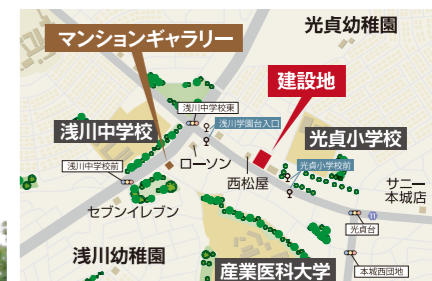 光貞幼稚園
マンションギャラリー
建設地
浅川中学校東
浅川学園台入口
浅川中学校
光貞小学校
浅川中学校前
ローソン
西松屋
光貞小学校前
サニー
本城店
セブンイレブン
11
光貞台
浅川幼稚園
産業医科大学
本城西団地